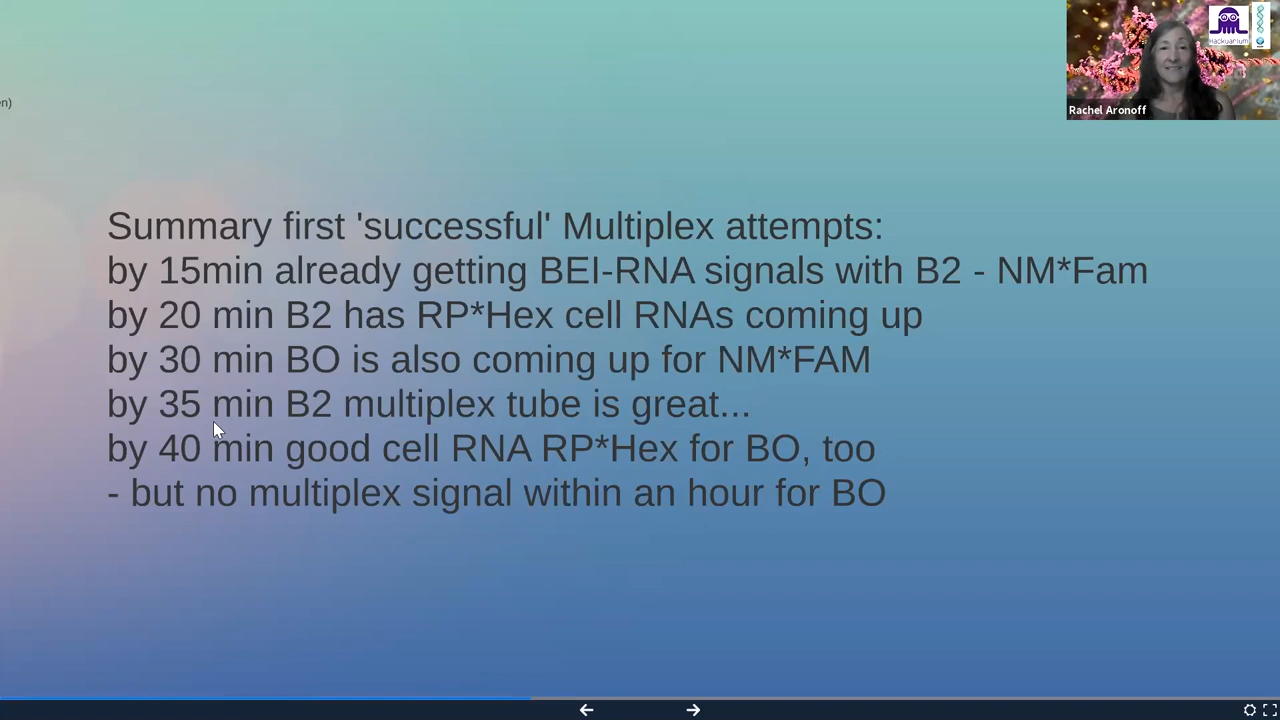 Hackuarium
Rachel Aronoff
en)
Summary first 'successful' Multiplex attempts:
by 15min already getting BEI-RNA signals with B2 - NM*Fam
by 20 min B2 has RP*Hex cell RNAs coming up
by 30 min BO is also coming up for NM*FAM
by 35 min B2 multiplex tube is great...
by 40 min good cell RNA RP*Hex for BO, too
- but no multiplex signal within an hour for BO